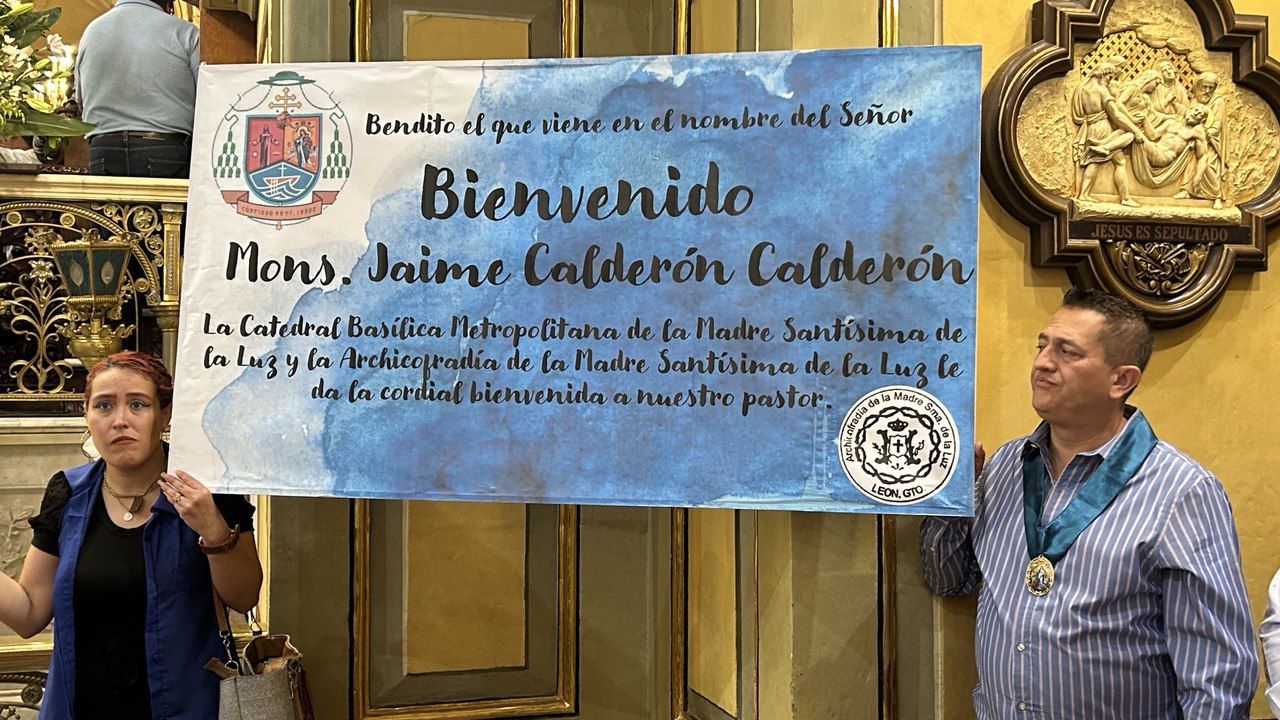 Bendito el que viene en el nombre del Señor
Bienvenido
Mons. Jaime Calderón Calderón
La Catedral Basílica Metropolitana de la Madre Santísima de
la Luz y la Archicofradía de la Madre Santísima de la Luz le
da la cordial bienvenida a nuestro pastor.
Archicofradía de la Madre Sma. de la Luz
LEON, GTO.
JESUS ES SEPULTADO